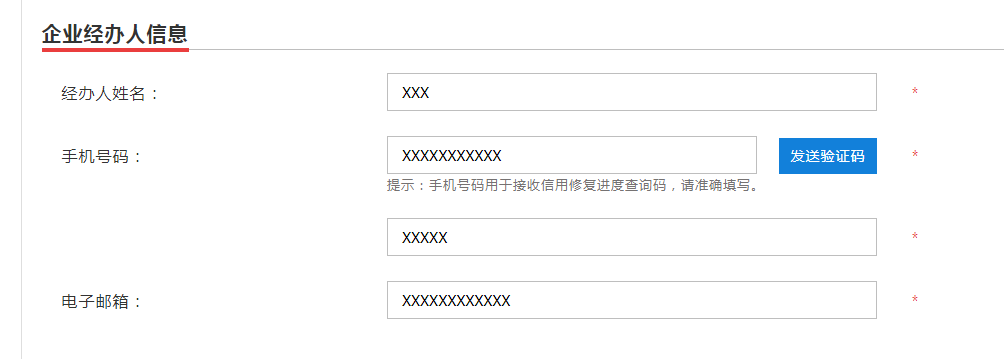 企业经办人信息
经办人姓名： XXX *
手机号码： XXXXXXXXXXX 发送验证码 *
提示：手机号码用于接收信用修复进度查询码，请准确填写。
XXXXX *
电子邮箱： XXXXXXXXXXXX *